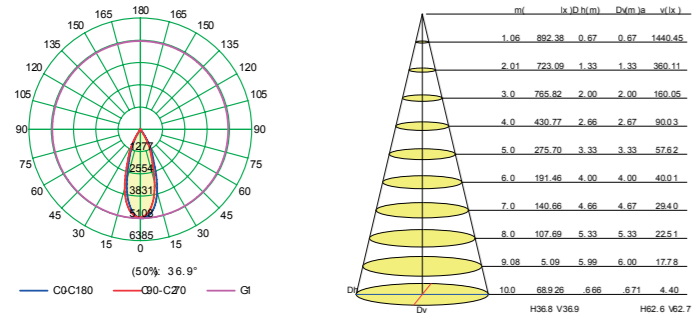 180
165 165
150 150
135 135
120 120
105 105
90 90
75 75
60 60
45 45
30 30
15 15
0
1277
2554
3831
5108
6385
(50%): 36.9°
C0-C180 C90-C270 G1
m( lx )D h(m) Dv(m )a v(lx)
1.06 892.38 0.67 0.67 1440.45
2.01 723.09 1.33 1.33 360.11
3.0 765.82 2.00 2.00 160.05
4.0 430.77 2.66 2.67 90.03
5.0 275.70 3.33 3.33 57.62
6.0 191.46 4.00 4.00 40.01
7.0 140.66 4.66 4.67 29.40
8.0 107.69 5.33 5.33 22.51
9.08 5.09 5.99 6.00 17.78
10.0 68.926 .666 .671 4.40
Dh
Dv
H36.8 V36.9 H62.6 V62.7